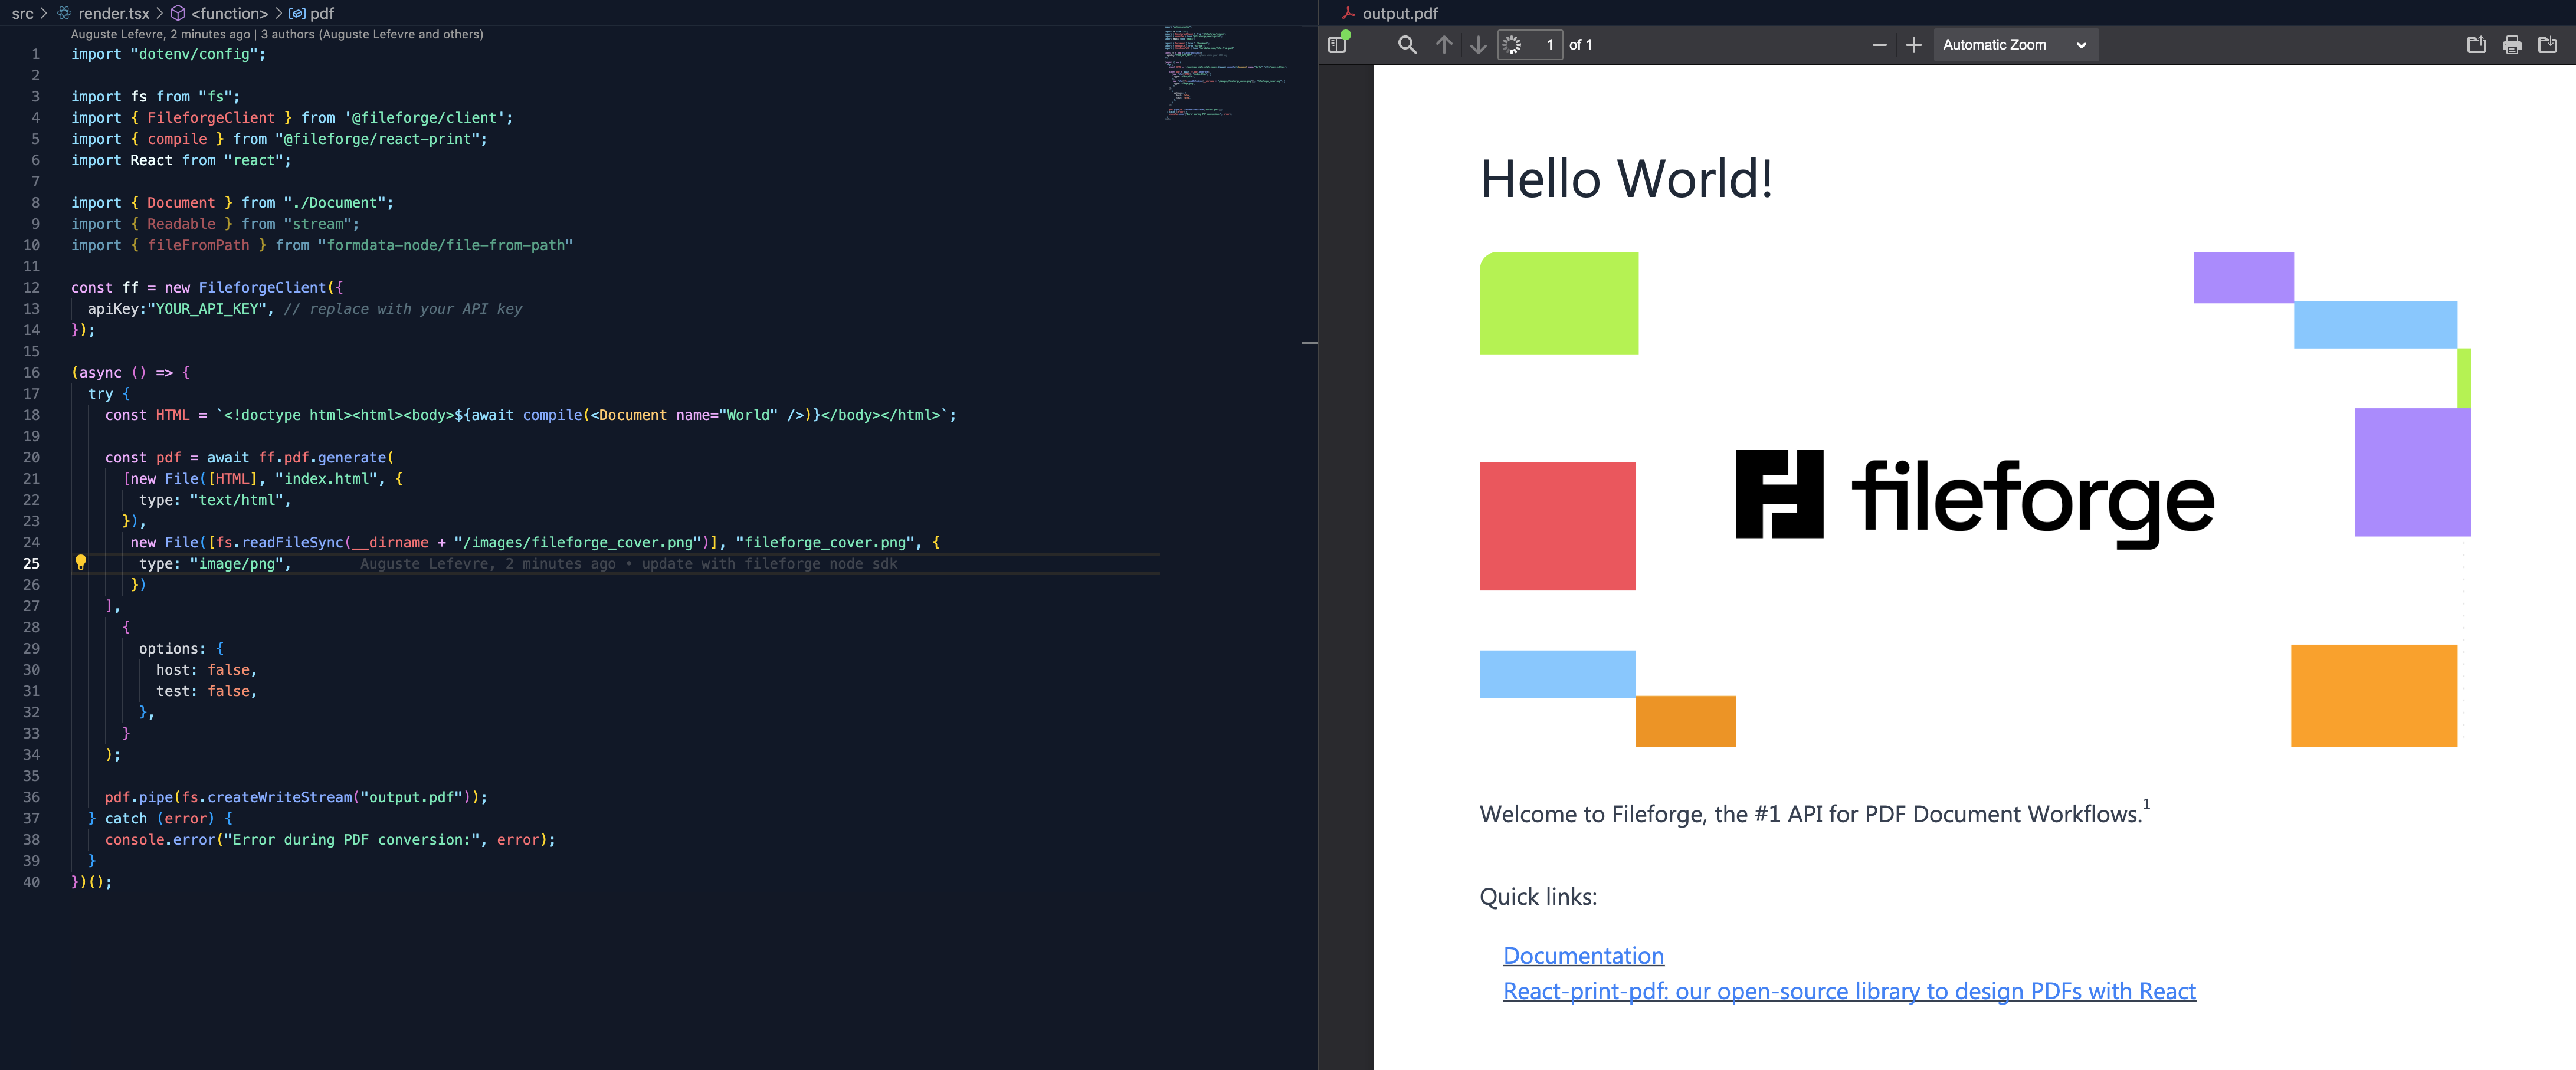 src > render.tsx > <function> > pdf
Auguste Lefevre, 2 minutes ago | 3 authors (Auguste Lefevre and others)
1 import "dotenv/config";
2
3 import fs from "fs";
4 import { FileforgeClient } from '@fileforge/client';
5 import { compile } from "@fileforge/react-print";
6 import React from "react";
7
8 import { Document } from "./Document";
9 import { Readable } from "stream";
10 import { fileFromPath } from "formdata-node/file-from-path"
11
12 const ff = new FileforgeClient({
13   apiKey:"YOUR_API_KEY", // replace with your API key
14 });
15
16 (async () => {
17   try {
18     const HTML = `<!doctype html><html><body>${await compile(<Document name="World" />)}</body></html>`;
19
20     const pdf = await ff.pdf.generate(
21       [new File([HTML], "index.html", {
22         type: "text/html",
23       }),
24        new File([fs.readFileSync(__dirname + "/images/fileforge_cover.png")], "fileforge_cover.png", {
25         type: "image/png",        Auguste Lefevre, 2 minutes ago • update with fileforge node sdk
26        })
27     ],
28       {
29         options: {
30           host: false,
31           test: false,
32         },
33       }
34     );
35
36     pdf.pipe(fs.createWriteStream("output.pdf"));
37   } catch (error) {
38     console.error("Error during PDF conversion:", error);
39   }
40 })();
output.pdf
1 of 1
Automatic Zoom
Hello World!
fileforge
Welcome to Fileforge, the #1 API for PDF Document Workflows.1
Quick links:
Documentation
React-print-pdf: our open-source library to design PDFs with React